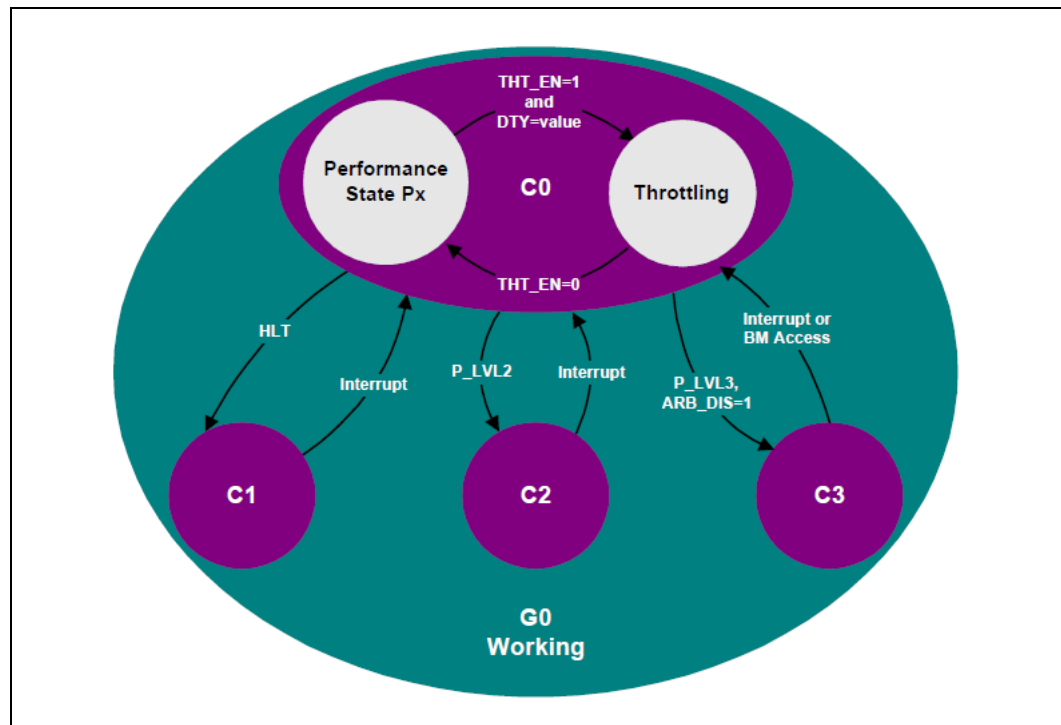 THT_EN=1
and
DTY=value
Performance
State Px
C0
Throttling
THT_EN=0
HLT
Interrupt
P_LVL2
Interrupt
P_LVL3,
ARB_DIS=1
Interrupt or
BM Access
C1
C2
C3
G0
Working